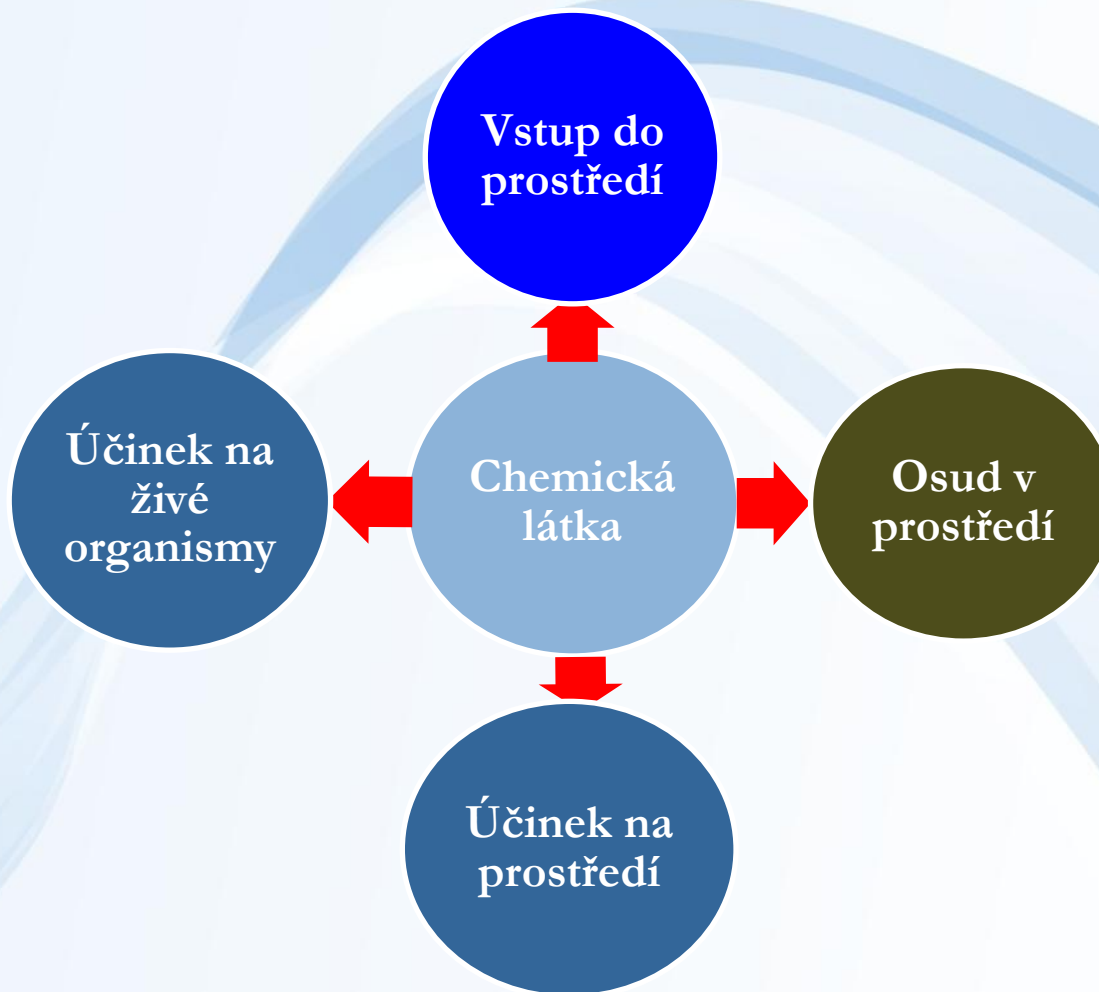 Vstup do
prostředí
Účinek na
živé
organismy
Chemická
látka
Osud v
prostředí
Účinek na
prostředí